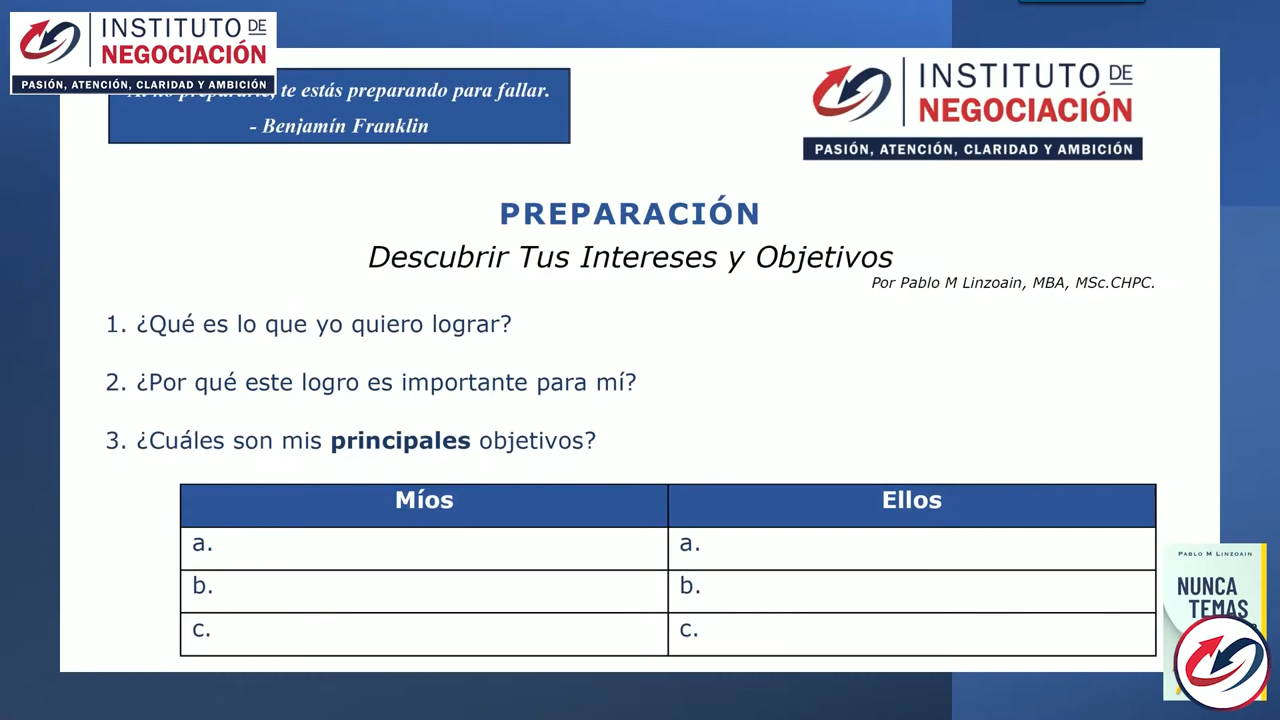 INSTITUTO DE
NEGOCIACIÓN
PASIÓN, ATENCIÓN, CLARIDAD Y AMBICIÓN
te estás preparando para fallar.
- Benjamín Franklin
INSTITUTO DE
NEGOCIACIÓN
PASIÓN, ATENCIÓN, CLARIDAD Y AMBICIÓN
PREPARACIÓN
Descubrir Tus Intereses y Objetivos
Por Pablo M Linzoain, MBA, MSc.CHPC.
1. ¿Qué es lo que yo quiero lograr?
2. ¿Por qué este logro es importante para mí?
3. ¿Cuáles son mis principales objetivos?
Míos Ellos
a. a.
b. b.
c. c.
PABLO M LINZOAIN
NUNCA
TEMAS